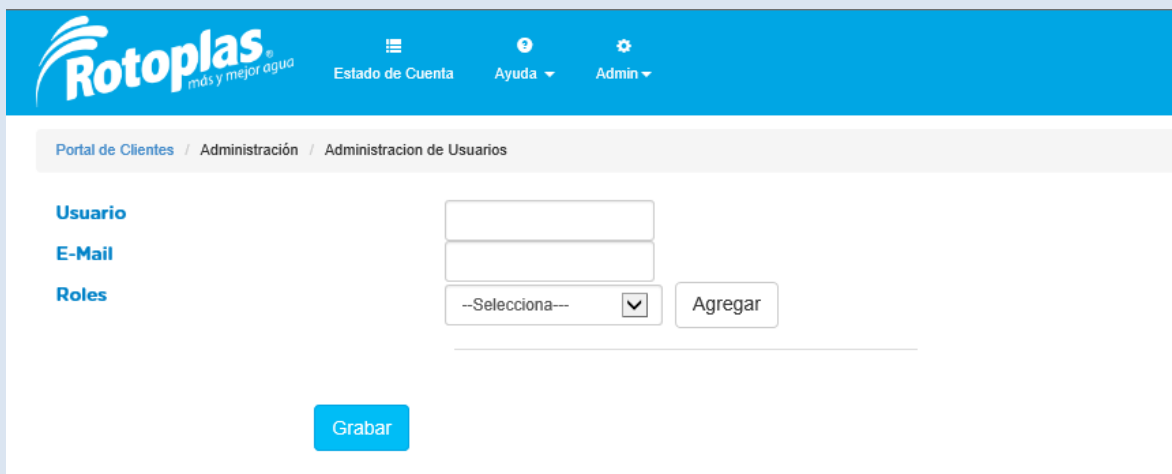 Rotoplas®
más y mejor agua
Estado de Cuenta
Ayuda
Admin
Portal de Clientes / Administración / Administracion de Usuarios
Usuario
E-Mail
Roles
--Selecciona---
Agregar
Grabar